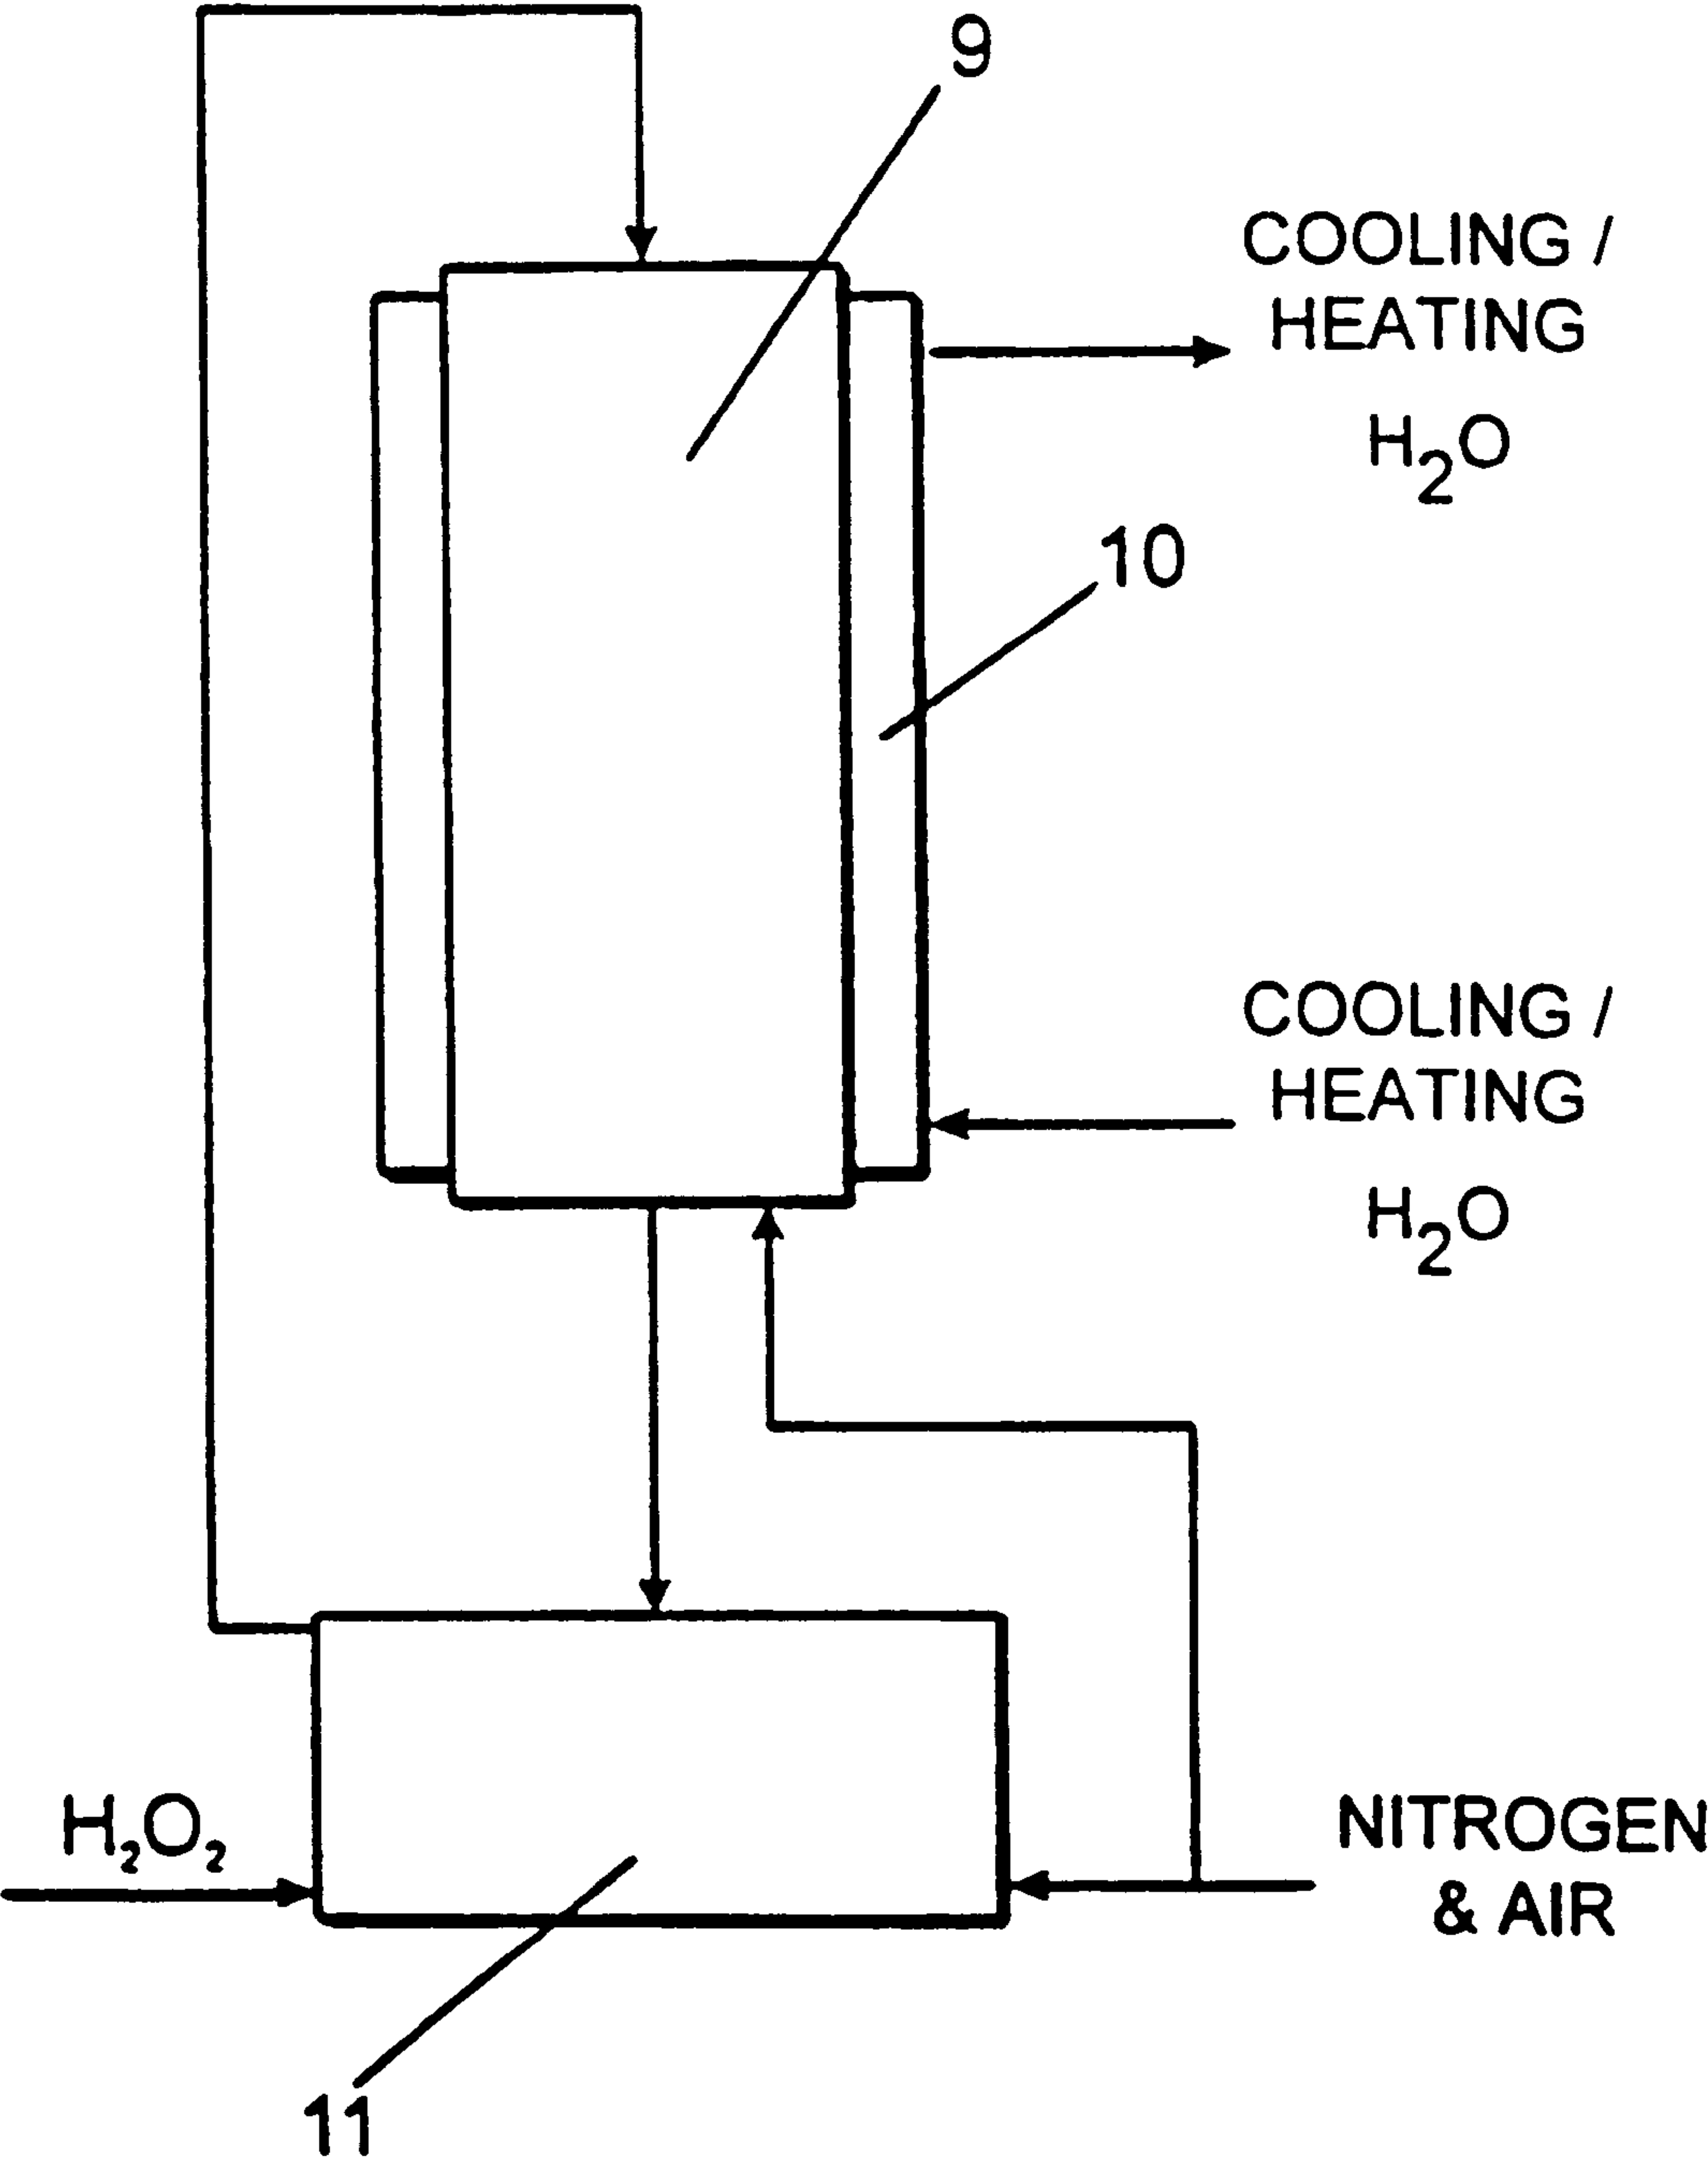 9
COOLING /
HEATING
H₂O
10
COOLING /
HEATING
H₂O
H₂O₂
NITROGEN
& AIR
11